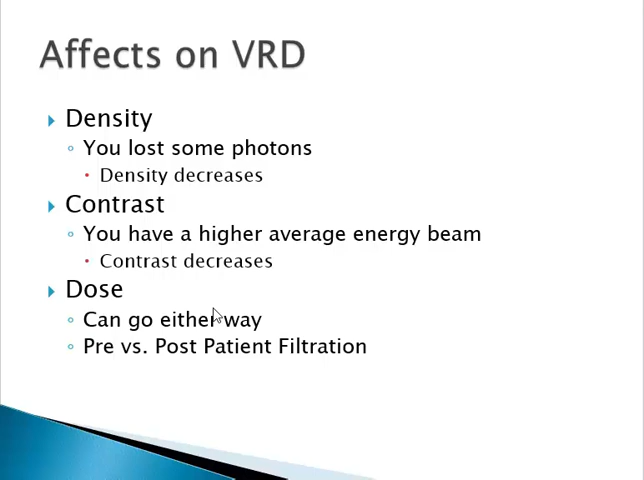 Affects on VRD
Density
You lost some photons
Density decreases
Contrast
You have a higher average energy beam
Contrast decreases
Dose
Can go either way
Pre vs. Post Patient Filtration